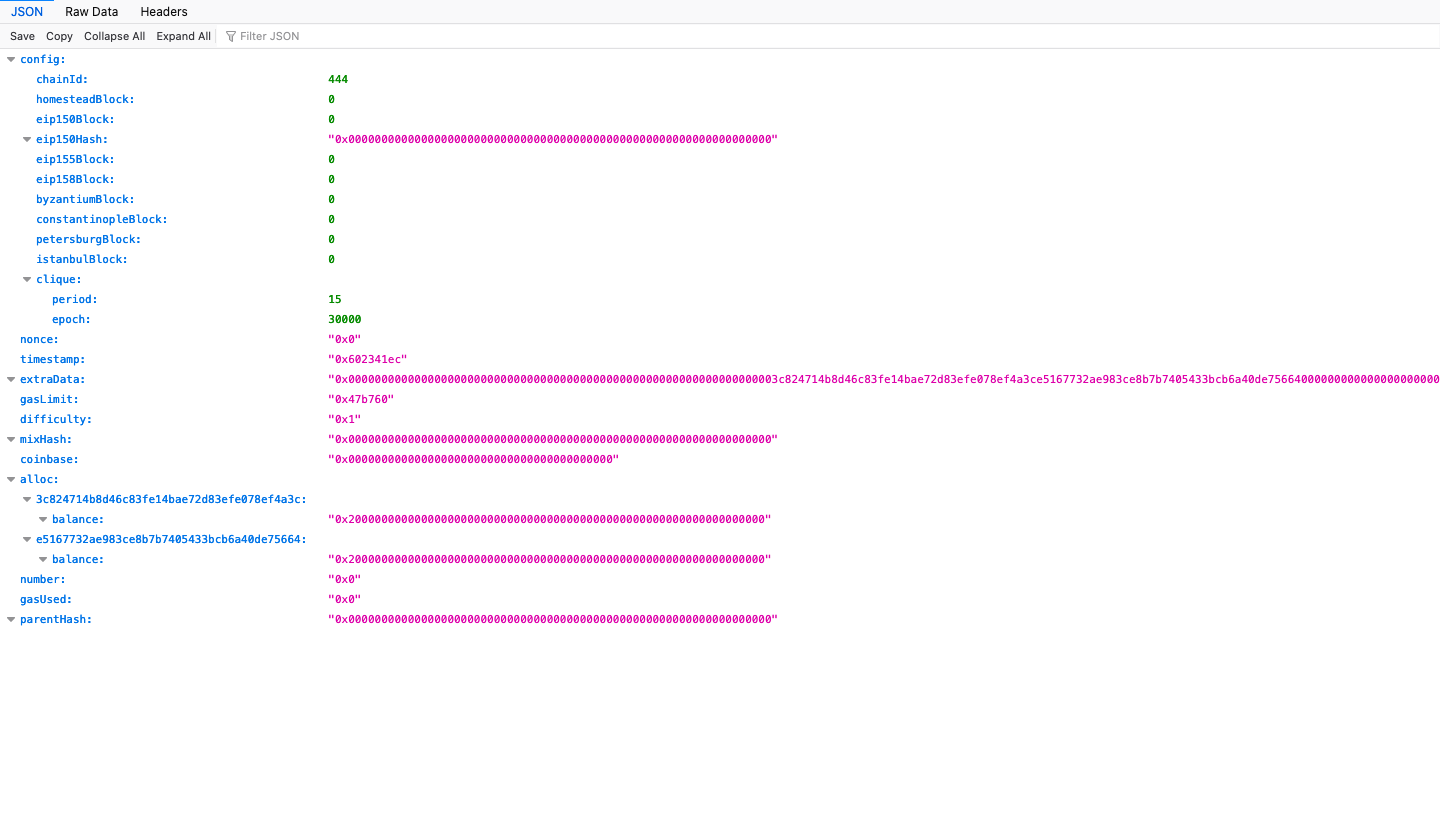 JSON Raw Data Headers
Save Copy Collapse All Expand All Filter JSON
config:
chainId: 444
homesteadBlock: 0
eip150Block: 0
eip150Hash: "0x0000000000000000000000000000000000000000000000000000000000000000"
eip155Block: 0
eip158Block: 0
byzantiumBlock: 0
constantinopleBlock: 0
petersburgBlock: 0
istanbulBlock: 0
clique:
period: 15
epoch: 30000
nonce: "0x0"
timestamp: "0x602341ec"
extraData: "0x00000000000000000000000000000000000000000000000000000000000000003c824714b8d46c83fe14bae72d83efe078ef4a3ce5167732ae983ce8b7b7405433bcb6a40de75664000000000000000000000
gasLimit: "0x47b760"
difficulty: "0x1"
mixHash: "0x0000000000000000000000000000000000000000000000000000000000000000"
coinbase: "0x0000000000000000000000000000000000000000"
alloc:
3c824714b8d46c83fe14bae72d83efe078ef4a3c:
balance: "0x200000000000000000000000000000000000000000000000000000000000000"
e5167732ae983ce8b7b7405433bcb6a40de75664:
balance: "0x200000000000000000000000000000000000000000000000000000000000000"
number: "0x0"
gasUsed: "0x0"
parentHash: "0x0000000000000000000000000000000000000000000000000000000000000000"